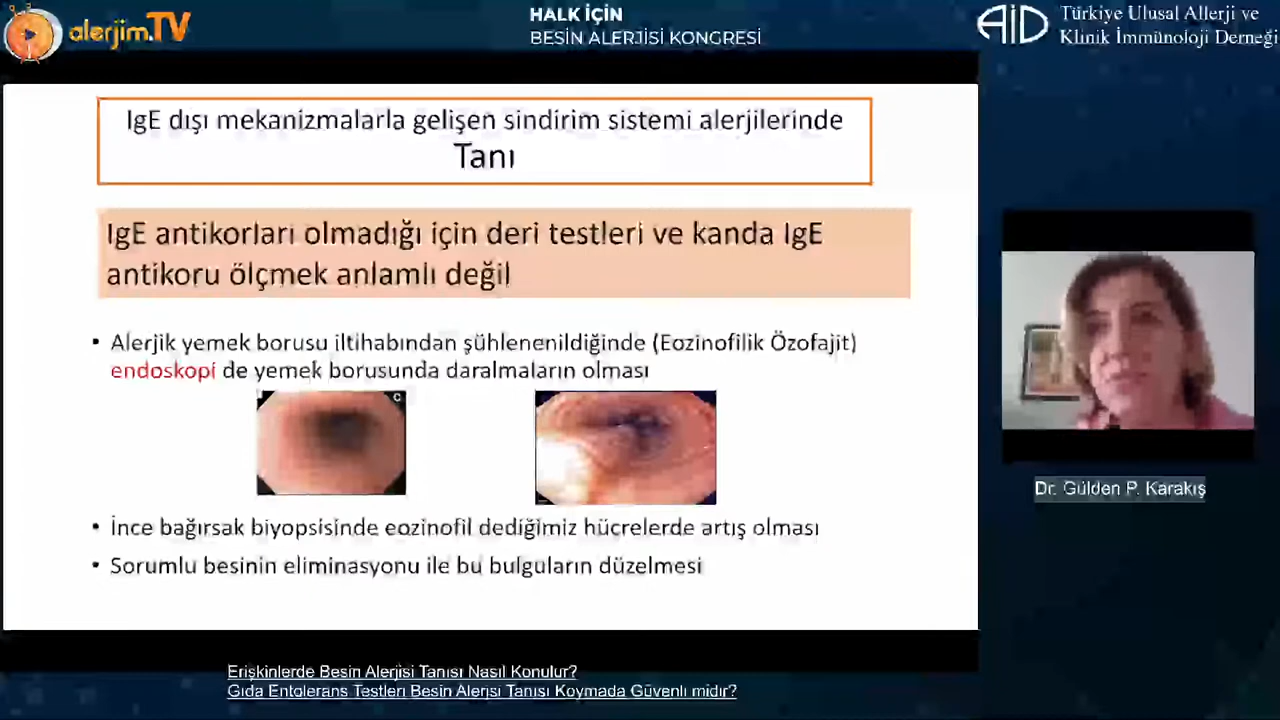 alerjim.TV
HALK İÇİN
BESİN ALERJİSİ KONGRESİ
AİD
Türkiye Ulusal Allerji ve
Klinik İmmünoloji Derneği
IgE dışı mekanizmalarla gelişen sindirim sistemi alerjilerinde
Tanı
IgE antikorları olmadığı için deri testleri ve kanda IgE
antikoru ölçmek anlamlı değil
• Alerjik yemek borusu iltihabından şühlenenildiğinde (Eozinofilik Özofajit)
endoskopi de yemek borusunda daralmaların olması
C
• İnce bağırsak biyopsisinde eozinofil dediğimiz hücrelerde artış olması
• Sorumlu besinin eliminasyonu ile bu bulguların düzelmesi
Dr. Gülden P. Karakış
Erişkinlerde Besin Alerjisi Tanısı Nasıl Konulur?
Gıda Entolerans Testleri Besin Alerjsi Tanısı Koymada Güvenli midir?